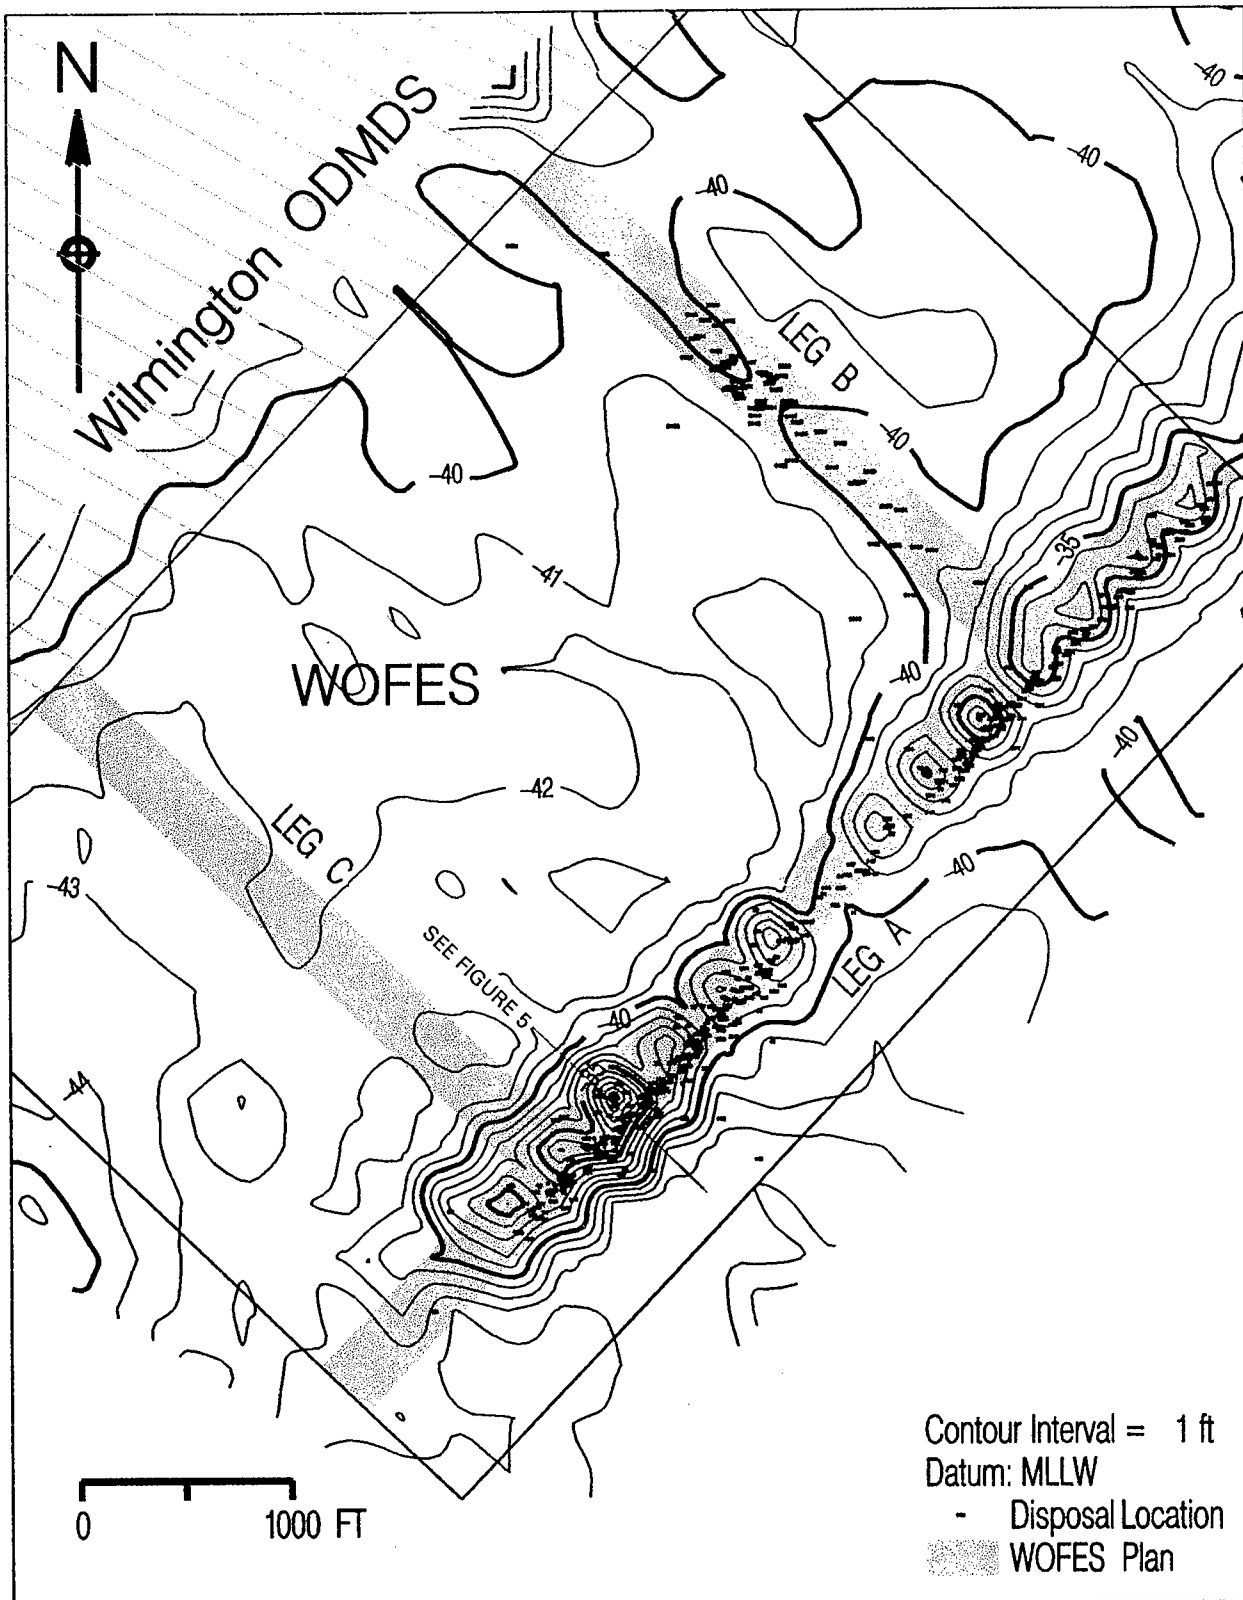 N
Wilmington ODMDS
-40
-40
-40
LEG B
-40
-40
-35
-41
WOFES
-40
-40
-42
LEG C
-43
-40
SEE FIGURE 5
LEG A
-40
-44
Contour Interval = 1 ft
Datum: MLLW
- Disposal Location
WOFES Plan
0 1000 FT